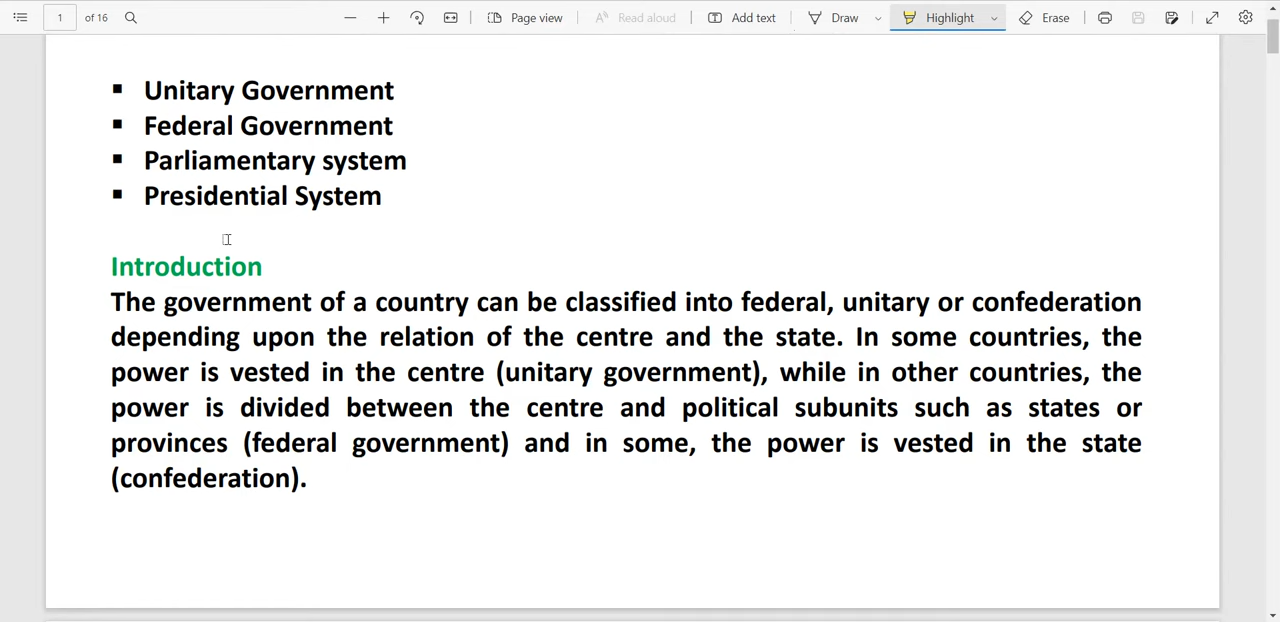 1 of 16 Page view Read aloud Add text Draw Highlight Erase
▪ Unitary Government
▪ Federal Government
▪ Parliamentary system
▪ Presidential System
Introduction
The government of a country can be classified into federal, unitary or confederation
depending upon the relation of the centre and the state. In some countries, the
power is vested in the centre (unitary government), while in other countries, the
power is divided between the centre and political subunits such as states or
provinces (federal government) and in some, the power is vested in the state
(confederation).